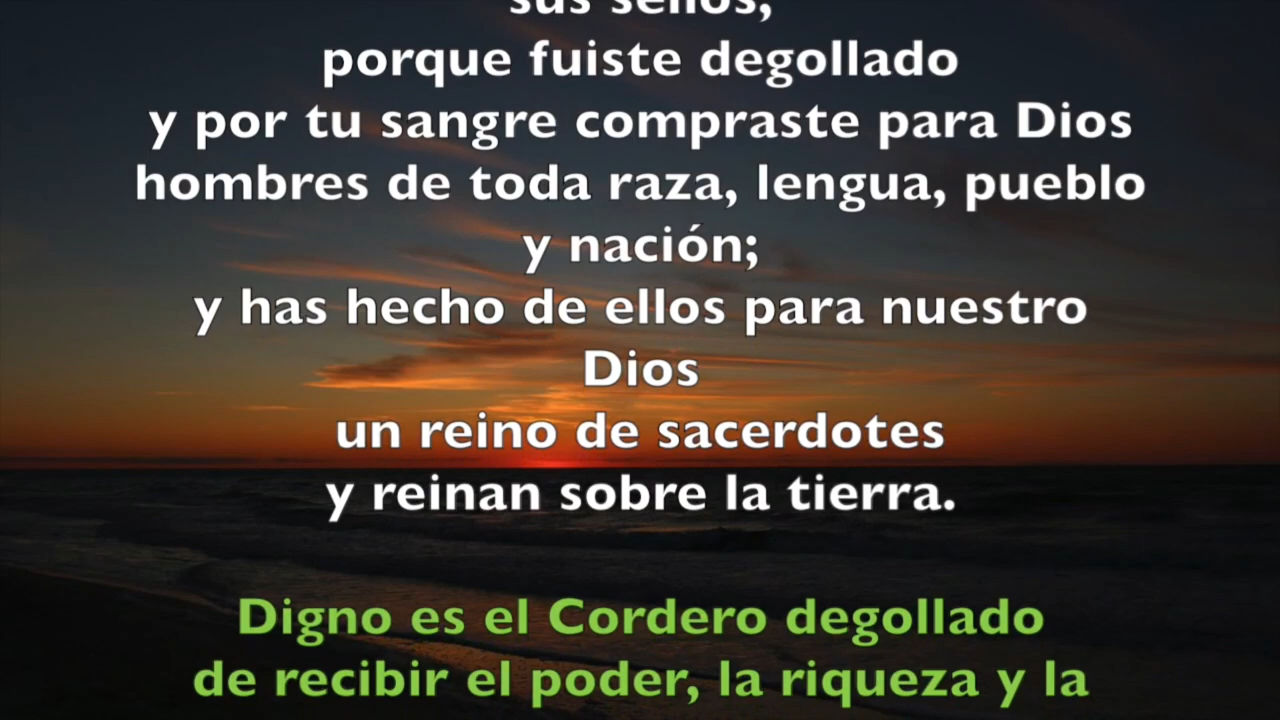 sus sellos,
porque fuiste degollado
y por tu sangre compraste para Dios
hombres de toda raza, lengua, pueblo
y nación;
y has hecho de ellos para nuestro
Dios
un reino de sacerdotes
y reinan sobre la tierra.
Digno es el Cordero degollado
de recibir el poder, la riqueza y la